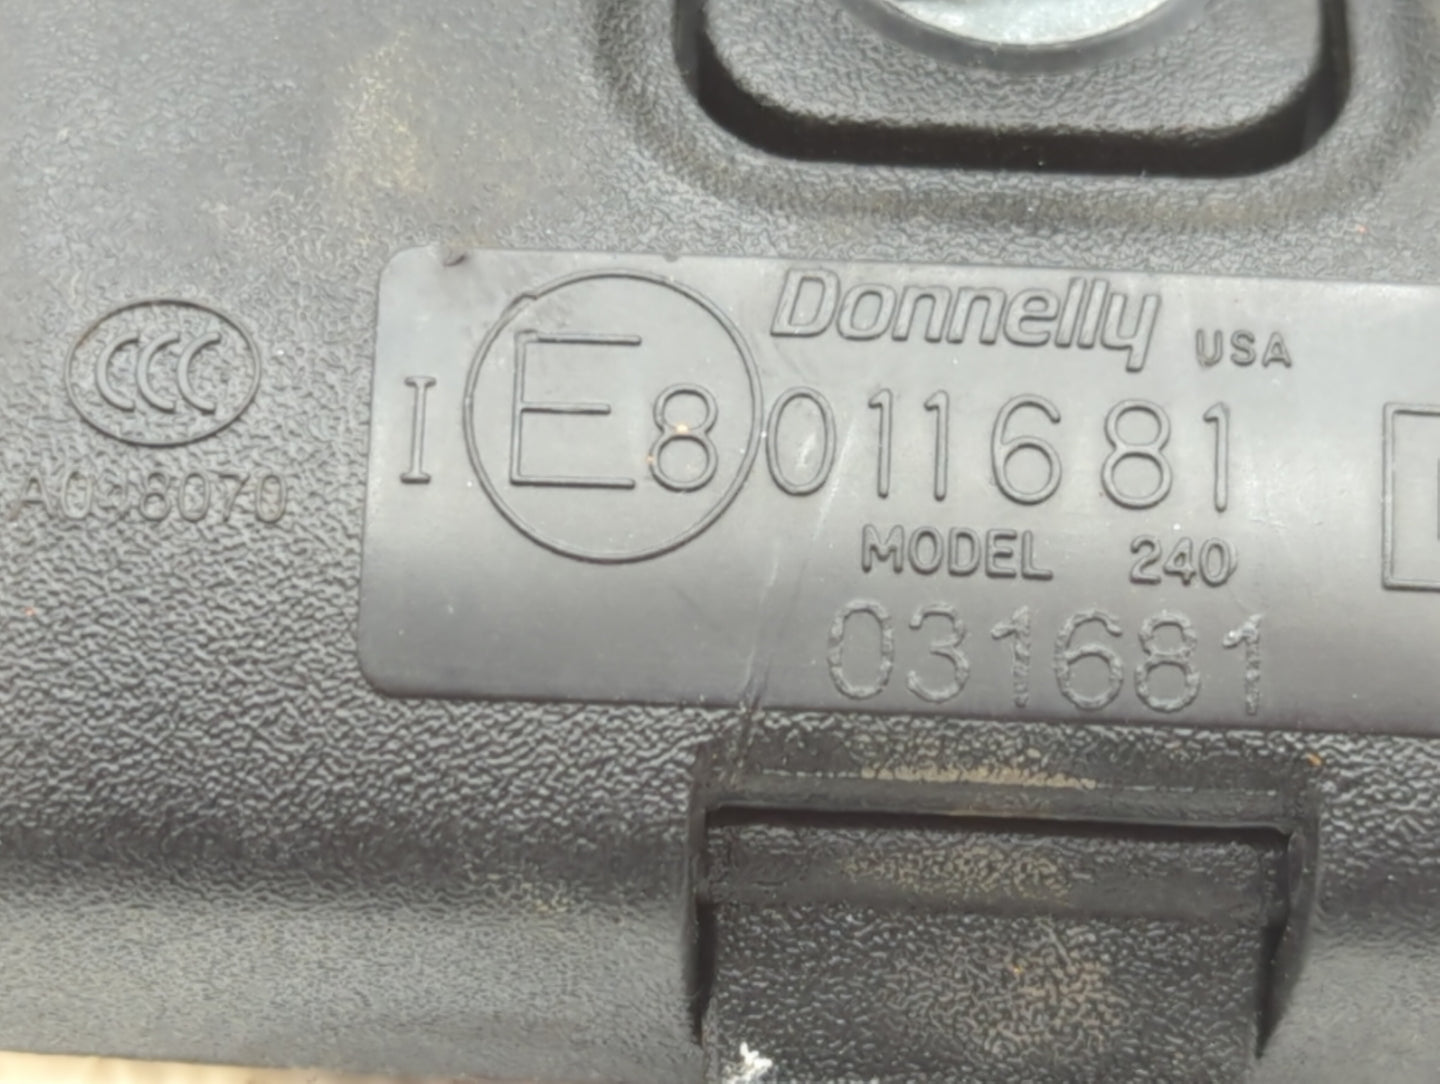 Donnelly USA
CCC
I E8 011681
MODEL 240
031681